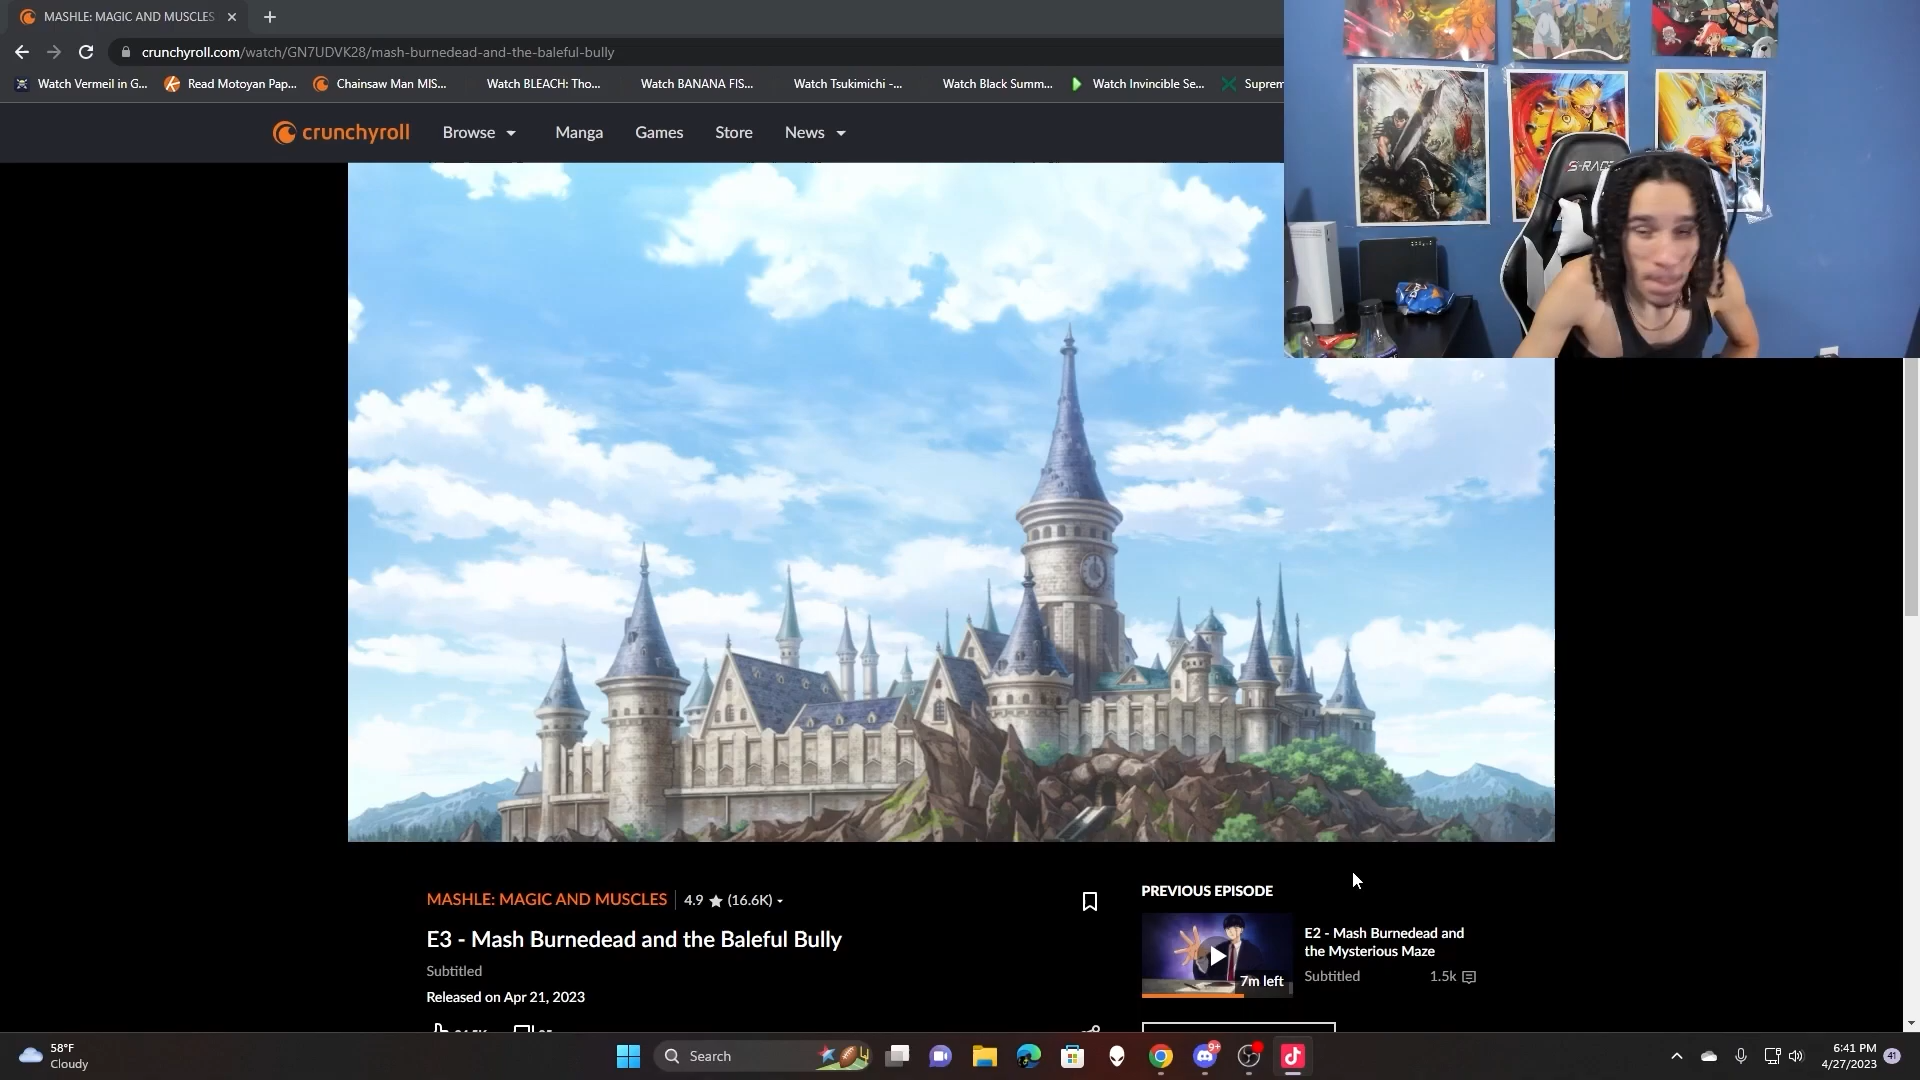 MASHLE: MAGIC AND MUSCLES
crunchyroll.com/watch/GN7UDVK28/mash-burnedead-and-the-baleful-bully
Watch Vermeil in G...
Read Motoyan Pap...
Chainsaw Man MIS...
Watch BLEACH: Tho...
Watch BANANA FIS...
Watch Tsukimichi -...
Watch Black Summ...
Watch Invincible Se...
crunchyroll
Browse
Manga
Games
Store
News
MASHLE: MAGIC AND MUSCLES
4.9 ★ (16.6K)
E3 - Mash Burnedead and the Baleful Bully
Subtitled
Released on Apr 21, 2023
PREVIOUS EPISODE
7m left
E2 - Mash Burnedead and
the Mysterious Maze
Subtitled
1.5k
58°F
Cloudy
Search
9+
6:41 PM
4/27/2023
41